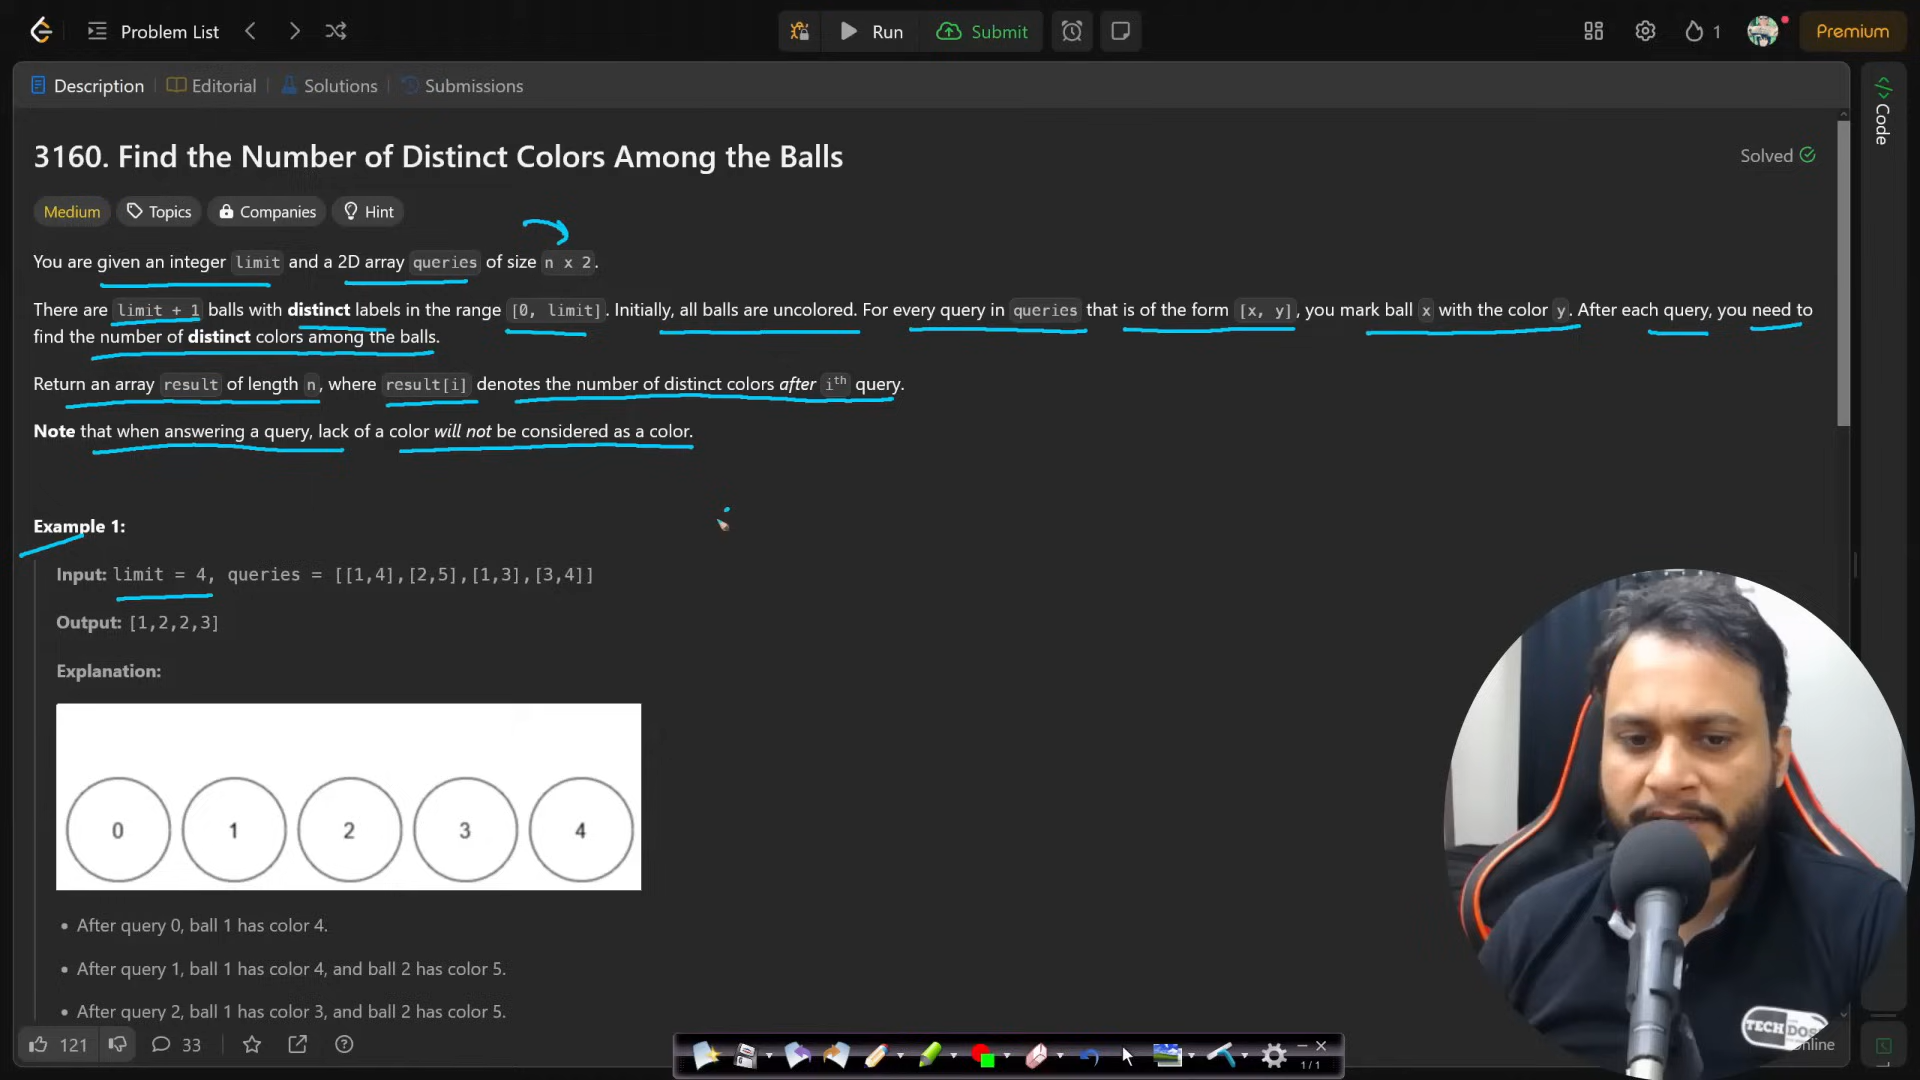 Problem List
Run
Submit
1
Premium
Description
Editorial
Solutions
Submissions
Code
3160. Find the Number of Distinct Colors Among the Balls
Solved
Medium
Topics
Companies
Hint
You are given an integer limit and a 2D array queries of size n x 2.
There are limit + 1 balls with distinct labels in the range [0, limit]. Initially, all balls are uncolored. For every query in queries that is of the form [x, y], you mark ball x with the color y. After each query, you need to
find the number of distinct colors among the balls.
Return an array result of length n, where result[i] denotes the number of distinct colors after ith query.
Note that when answering a query, lack of a color will not be considered as a color.
Example 1:
Input: limit = 4, queries = [[1,4],[2,5],[1,3],[3,4]]
Output: [1,2,2,3]
Explanation:
0 1 2 3 4
After query 0, ball 1 has color 4.
After query 1, ball 1 has color 4, and ball 2 has color 5.
After query 2, ball 1 has color 3, and ball 2 has color 5.
121
33
1/1
TECH DOSE